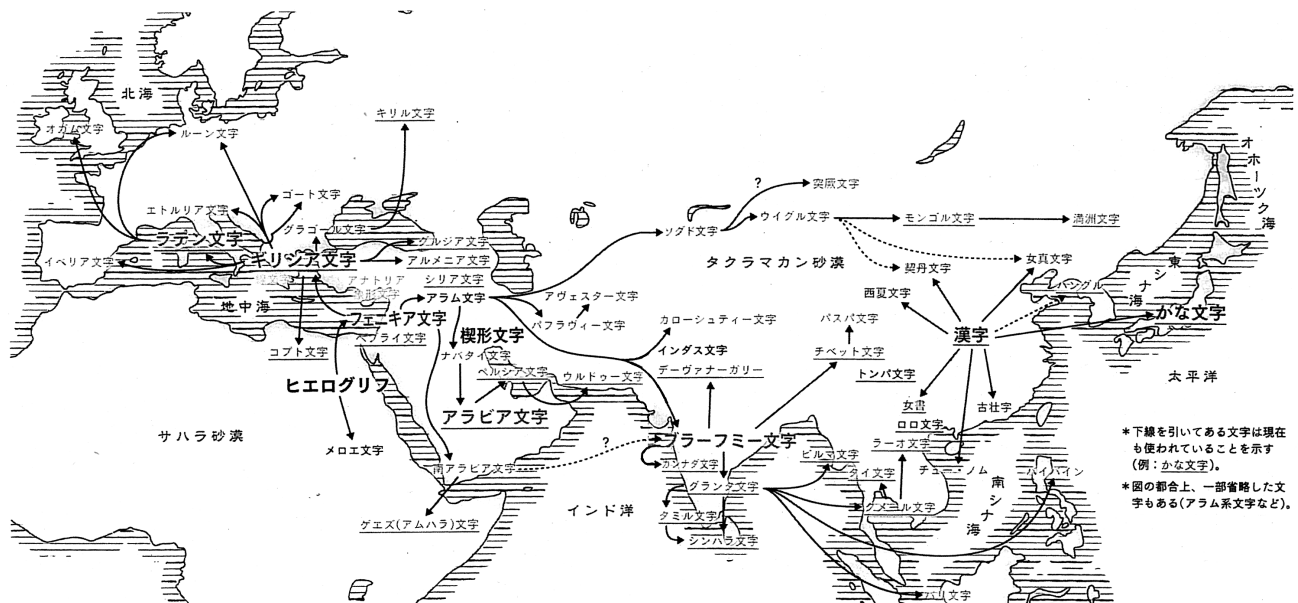 北海
キリル文字
オガム文字
ルーン文字
オホーツク海
ゴート文字
エトルリア文字
グラゴール文字
ラテン文字
ギリシア文字
グルジア文字
アルメニア文字
イベリア文字
シリア文字
アナトリア
象形文字
地中海
アラム文字
フェニキア文字
ヘブライ文字
コプト文字
ヒエログリフ
メロエ文字
サハラ砂漠
楔形文字
ナバタイ文字
ペルシア文字
アラビア文字
ウルドゥー文字
南アラビア文字
ゲエズ(アムハラ)文字
?
突厥文字
?
ソグド文字
ウイグル文字
モンゴル文字
満洲文字
タクラマカン砂漠
契丹文字
女真文字
西夏文字
ハングル
東シナ海
かな文字
漢字
アヴェスター文字
パフラヴィー文字
カローシュティー文字
パスパ文字
インダス文字
チベット文字
デーヴァナーガリー
トンパ文字
女書
古壮字
ロロ文字
太平洋
ブラーフミー文字
カンナダ文字
グランタ文字
タミル文字
シンハラ文字
インド洋
ビルマ文字
ラーオ文字
タイ文字
クメール文字
チュー・ノム
南シナ海
バイバイン
バリ文字
＊下線を引いてある文字は現在
も使われていることを示す
(例：かな文字)。
＊図の都合上、一部省略した文
字もある(アラム系文字など)。